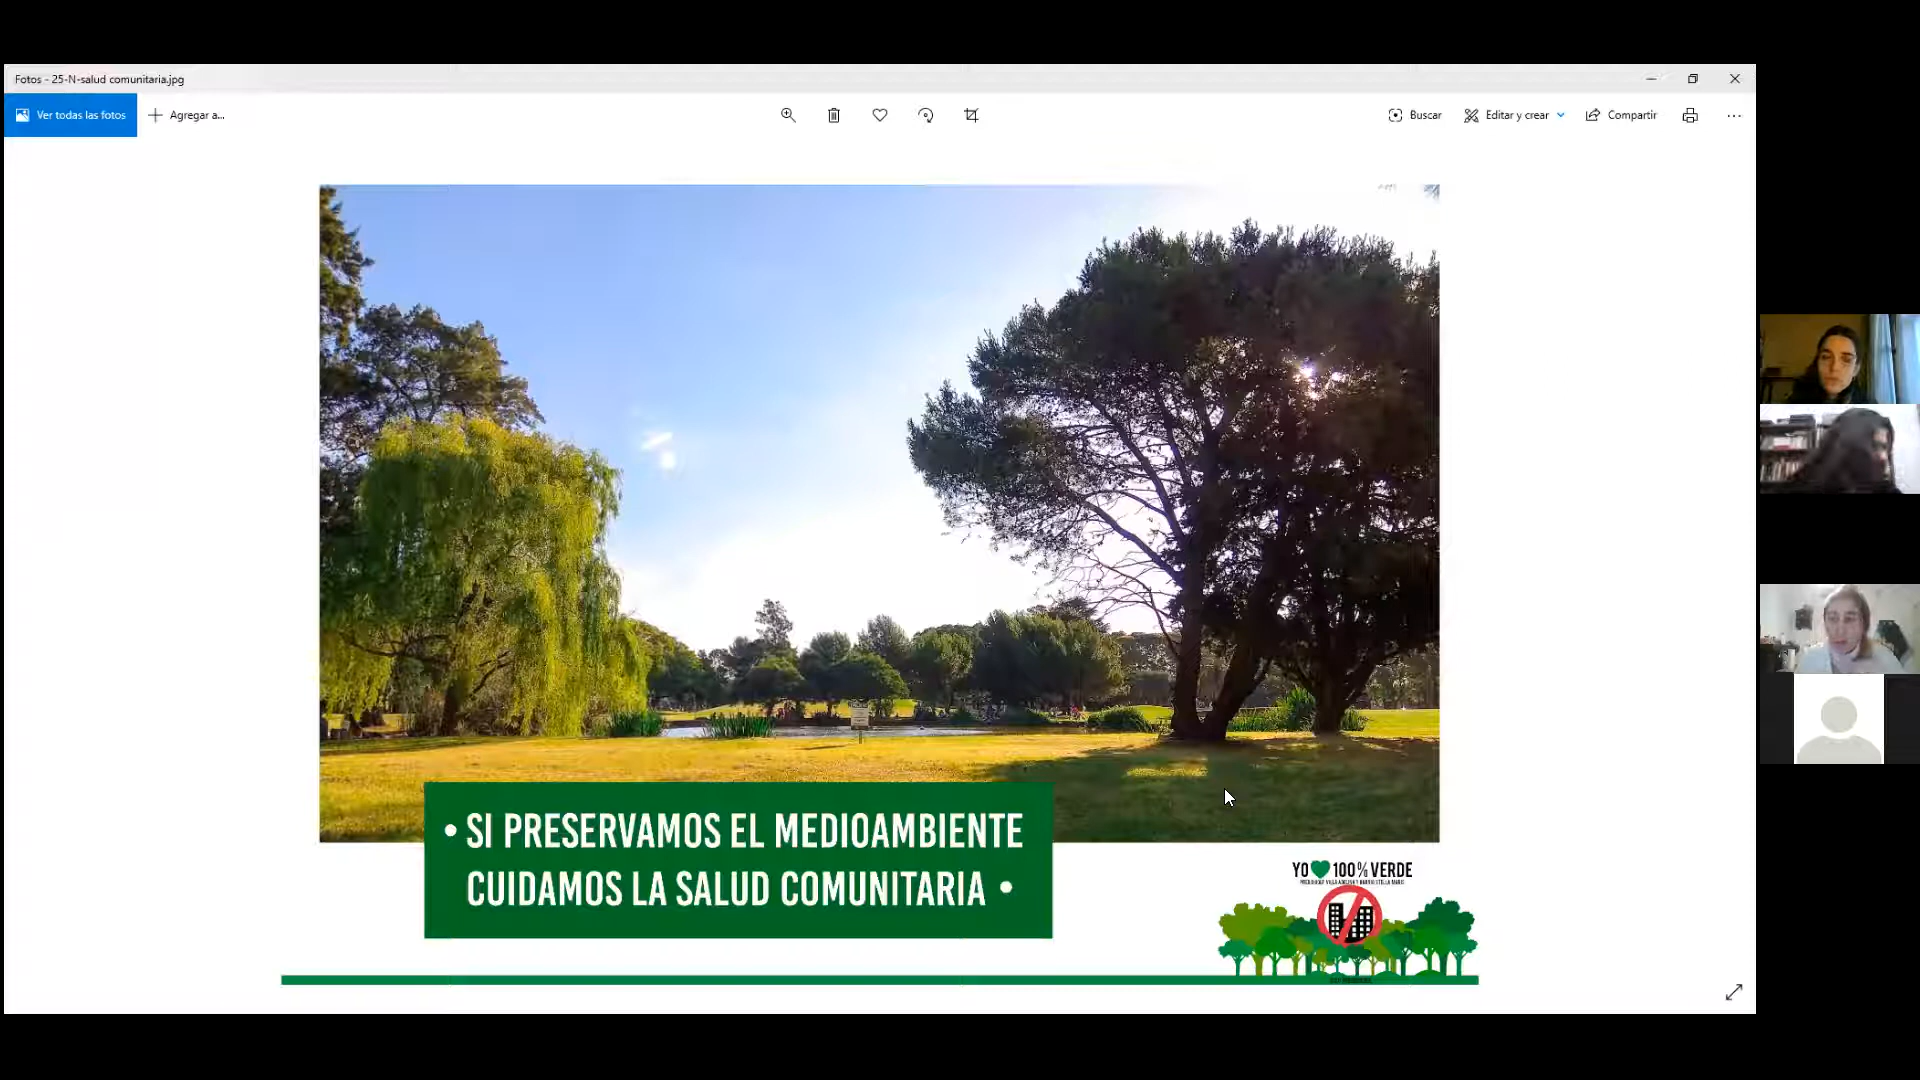 Fotos - 25-N-salud comunitaria.jpg
Ver todas las fotos
Agregar a...
Buscar
Editar y crear
Compartir
• SI PRESERVAMOS EL MEDIOAMBIENTE
CUIDAMOS LA SALUD COMUNITARIA •
YO 100% VERDE